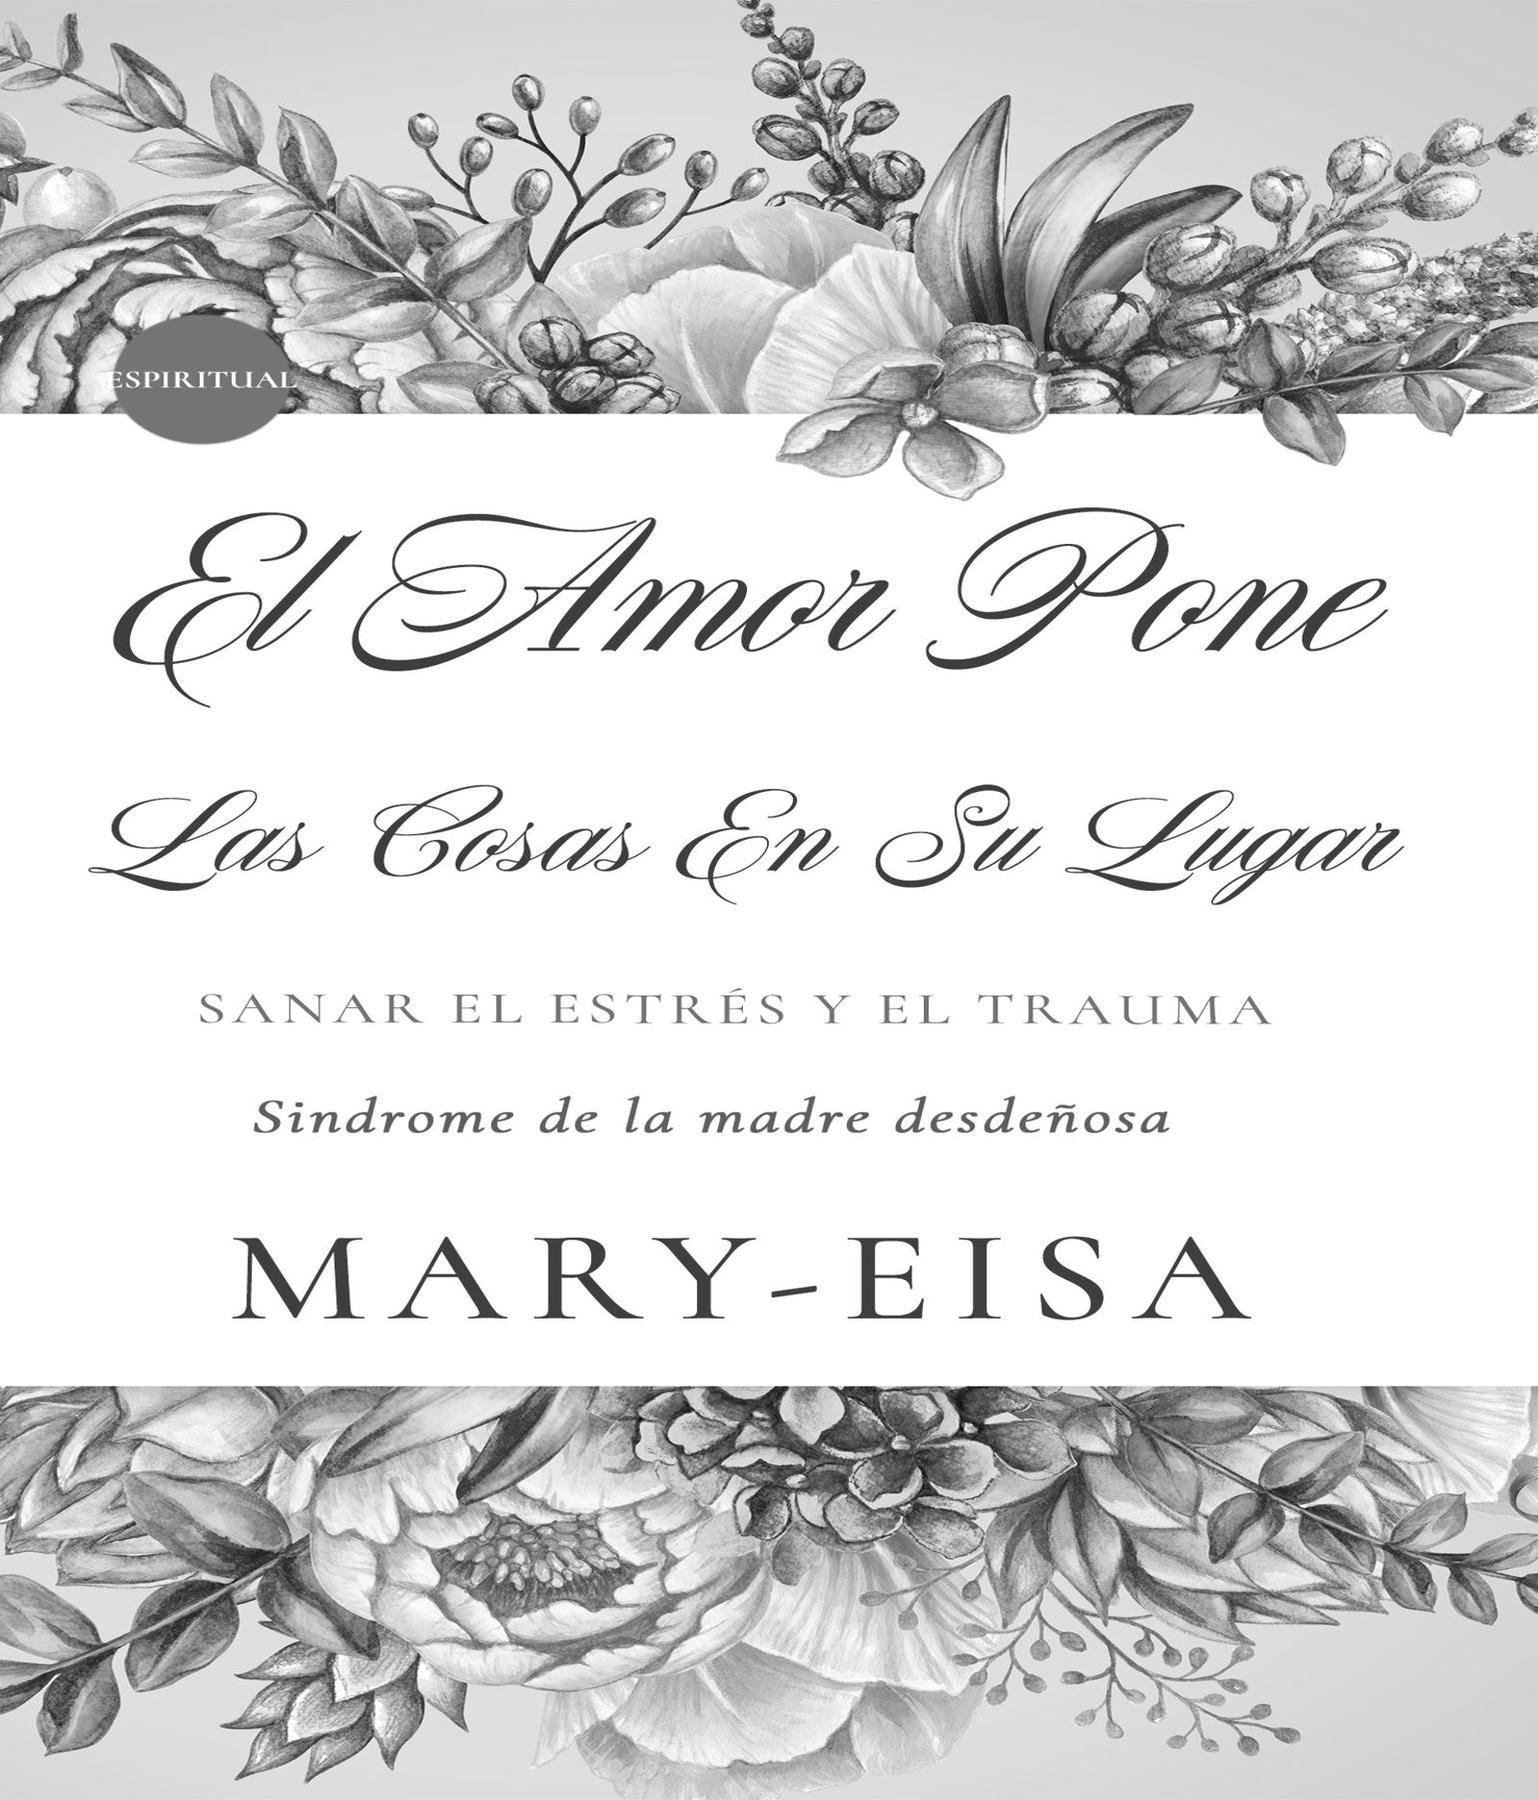 ESPIRITUAL
El Amor Pone
Las Cosas En Su Lugar
SANAR EL ESTRÉS Y EL TRAUMA
Sindrome de la madre desdeñosa
MARY-EISA